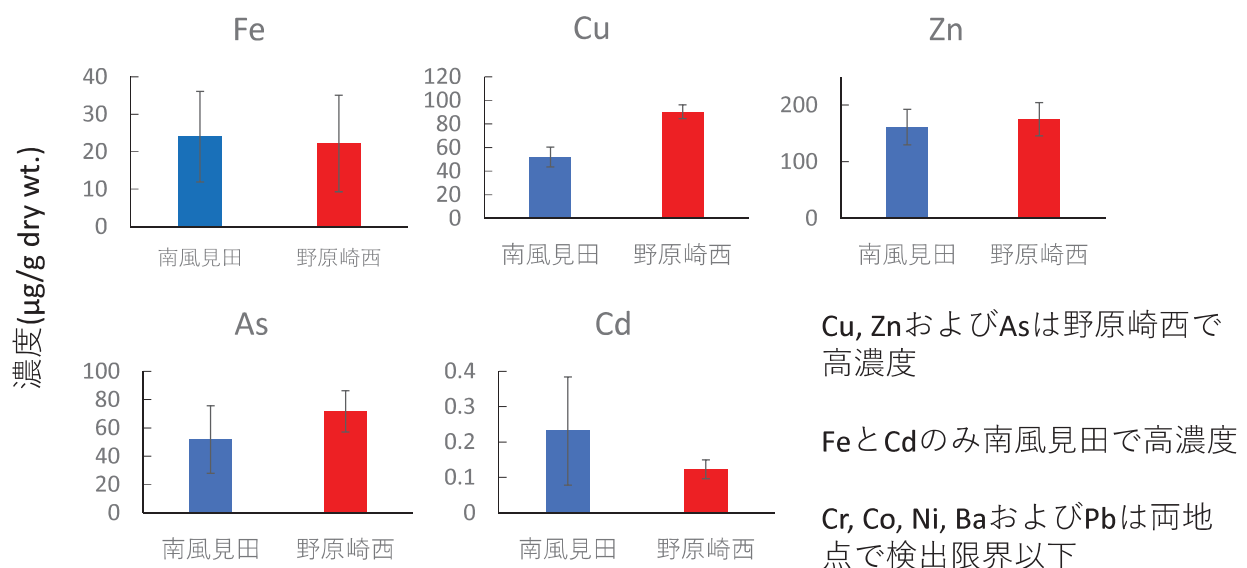 Fe
Cu
Zn
濃度(μg/g dry wt.)
40
30
20
10
0
南風見田
野原崎西
120
100
80
60
40
20
0
南風見田
野原崎西
200
100
0
南風見田
野原崎西
As
Cd
100
80
60
40
20
0
南風見田
野原崎西
0.4
0.3
0.2
0.1
0
南風見田
野原崎西
Cu, ZnおよびAsは野原崎西で
高濃度
FeとCdのみ南風見田で高濃度
Cr, Co, Ni, BaおよびPbは両地
点で検出限界以下